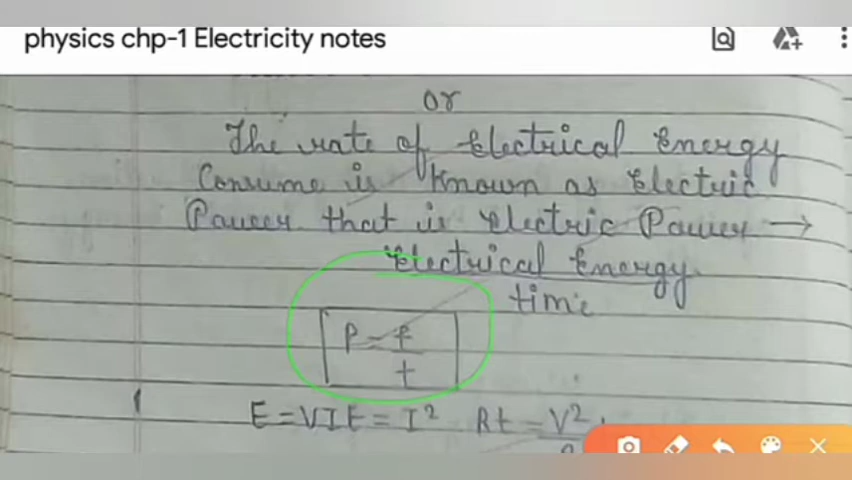 physics chp-1 Electricity notes
or
The rate of Electrical Energy
Consume is known as Electric
Power that is Electric Power →
Electrical Energy
time
P = E
t
E = VIt = I² Rt = V²